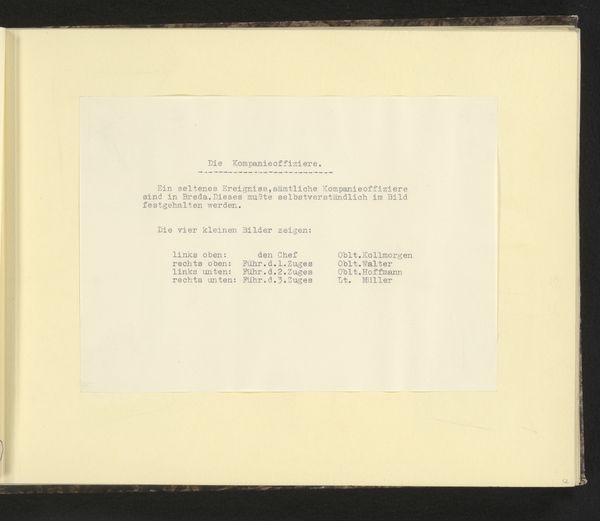 Die Kompanieoffiziere.
Ein seltenes Ereigniss,sämtliche Kompanieoffiziere
sind in Breda.Dieses mußte selbstverständlich im Bild
festgehalten werden.
Die vier kleinen Bilder zeigen:
links oben: den Chef Oblt.Kollmorgen
rechts oben: Führ.d.1.Zuges Oblt.Walter
links unten: Führ.d.2.Zuges Oblt.Hoffmann
rechts unten: Führ.d.3.Zuges Lt. Müller